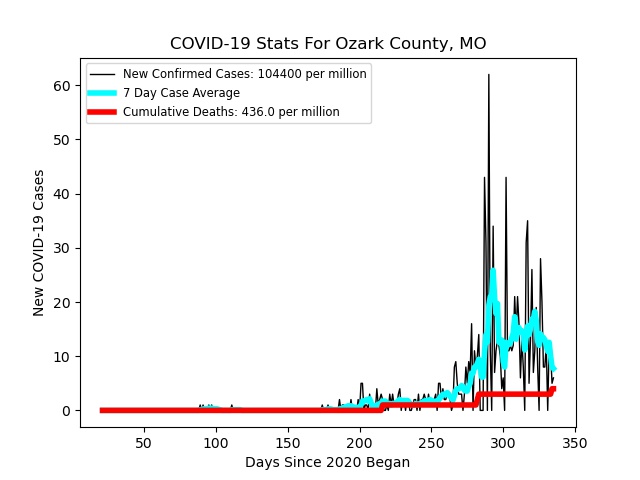 COVID-19 Stats For Ozark County, MO
New Confirmed Cases: 104400 per million
7 Day Case Average
Cumulative Deaths: 436.0 per million
New COVID-19 Cases
60
50
40
30
20
10
0
50 100 150 200 250 300 350
Days Since 2020 Began